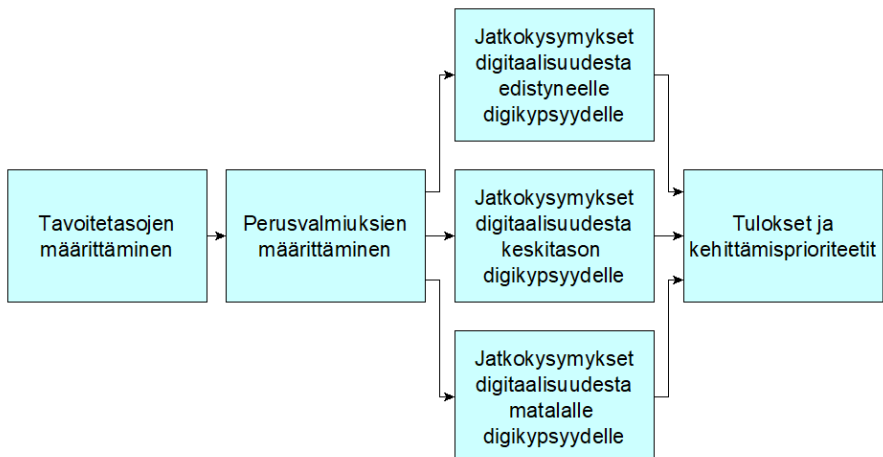 Tavoitetasojen
määrittäminen
Perusvalmiuksien
määrittäminen
Jatkokysymykset
digitaalisuudesta
edistyneelle
digikypsyydelle
Jatkokysymykset
digitaalisuudesta
keskitason
digikypsyydelle
Jatkokysymykset
digitaalisuudesta
matalalle
digikypsyydelle
Tulokset ja
kehittämisprioriteetit